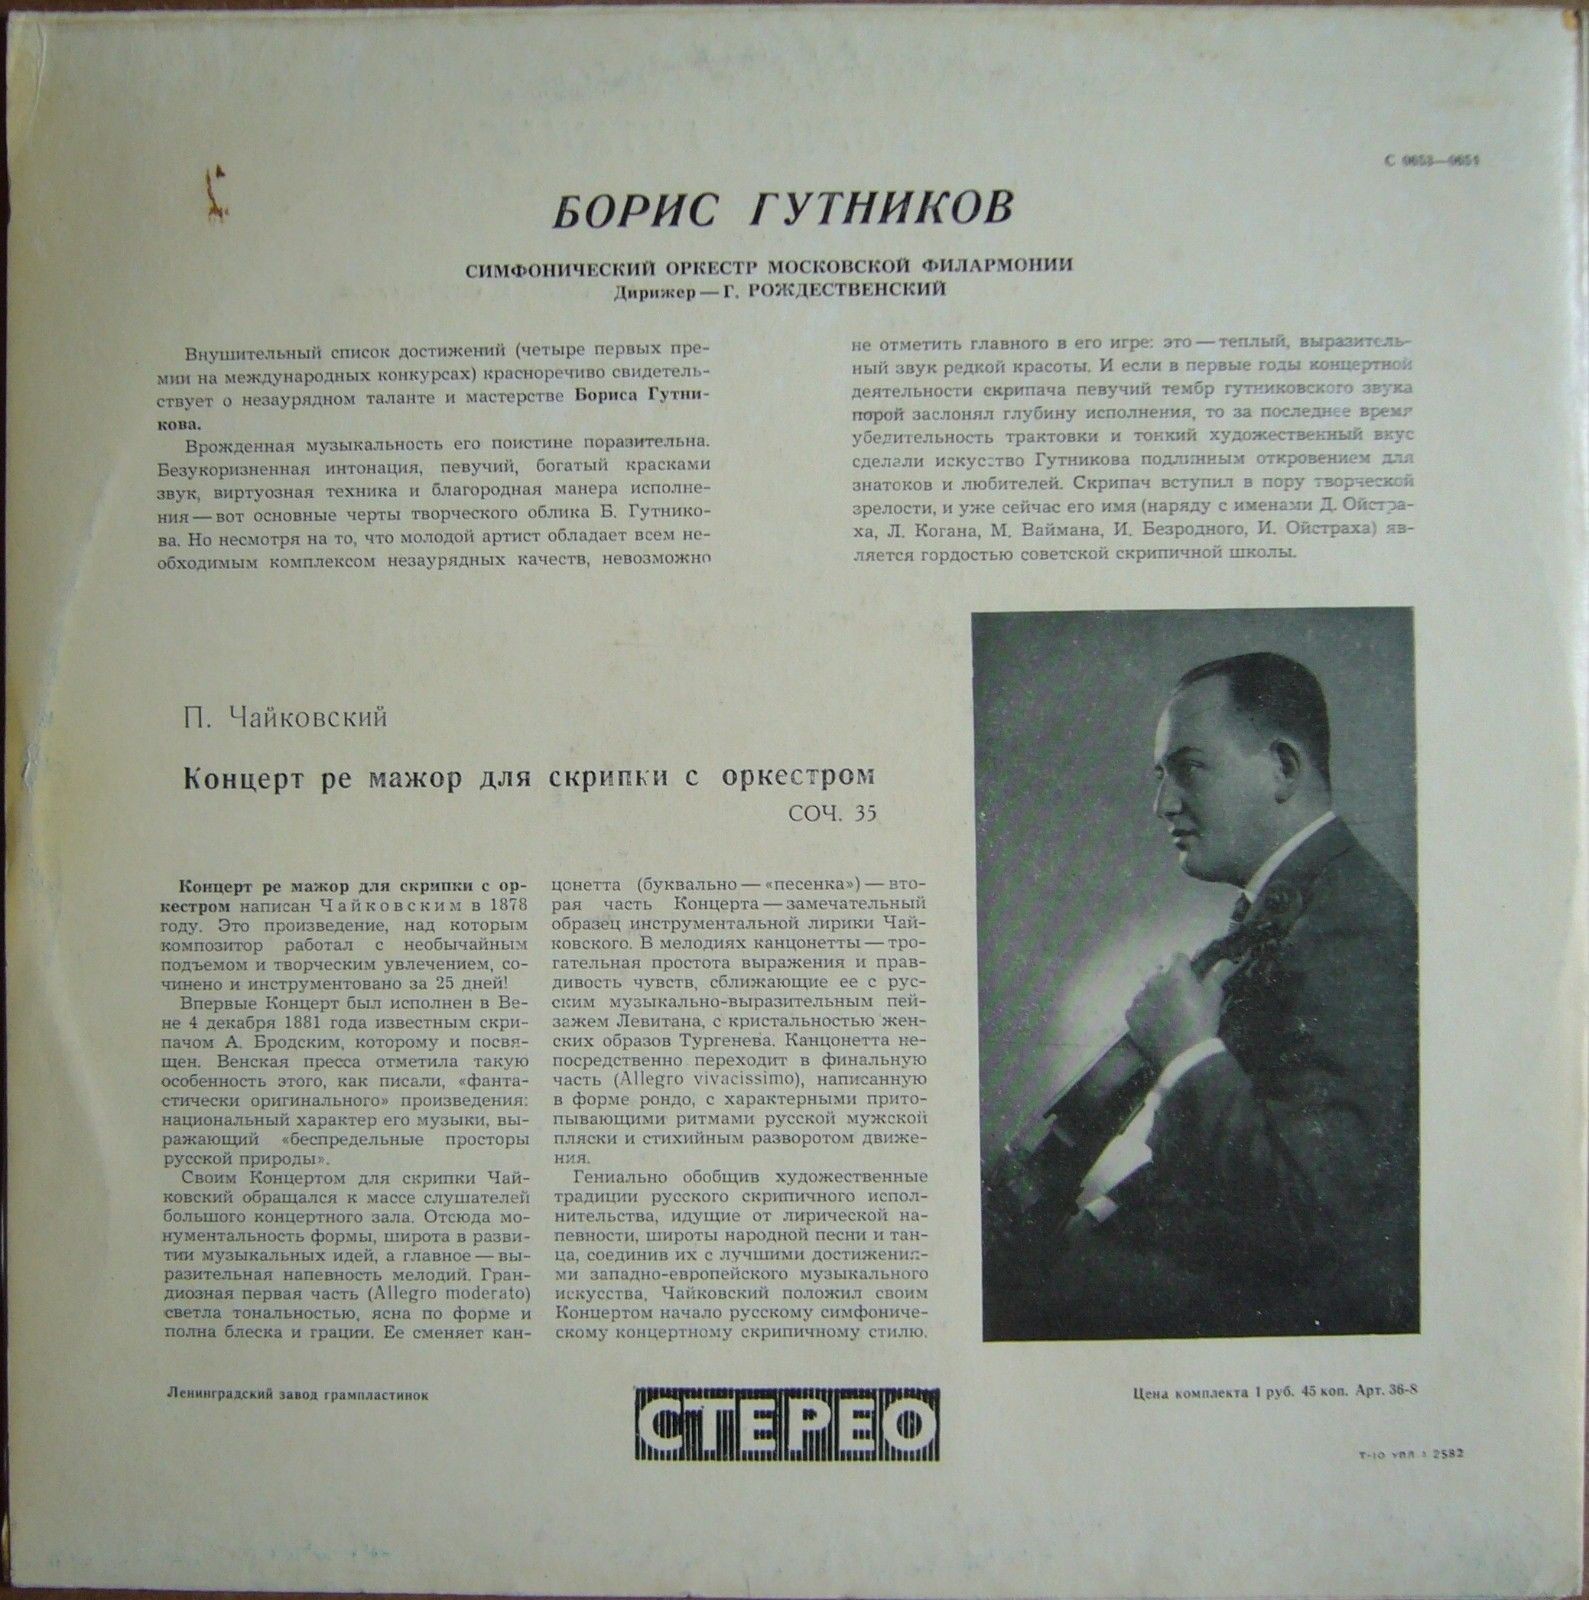 БОРИС ГУТНИКОВ
СИМФОНИЧЕСКИЙ ОРКЕСТР МОСКОВСКОЙ ФИЛАРМОНИИ
Дирижер — Г. РОЖДЕСТВЕНСКИЙ
Внушительный список достижений (четыре первых пре-
мии на международных конкурсах) красноречиво свидетель-
ствует о незаурядном таланте и мастерстве Бориса Гутни-
кова.
Врожденная музыкальность его поистине поразительна.
Безукоризненная интонация, певучий, богатый красками
звук, виртуозная техника и благородная манера исполне-
ния — вот основные черты творческого облика Б. Гутнико-
ва. Но несмотря на то, что молодой артист обладает всем не-
обходимым комплексом незаурядных качеств, невозможно
не отметить главного в его игре: это — теплый, выразитель-
ный звук редкой красоты. И если в первые годы концертной
деятельности скрипача певучий тембр гутниковского звука
порой заслонял глубину исполнения, то за последнее время
убедительность трактовки и тонкий художественный вкус
сделали искусство Гутникова подлинным откровением для
знатоков и любителей. Скрипач вступил в пору творческой
зрелости, и уже сейчас его имя (наряду с именами Д. Ойстра-
ха, Л. Когана, М. Ваймана, И. Безродного, И. Ойстраха) яв-
ляется гордостью советской скрипичной школы.
П. Чайковский
Концерт ре мажор для скрипки с оркестром
СОЧ. 35
Концерт ре мажор для скрипки с ор-
кестром написан Чайковским в 1878
году. Это произведение, над которым
композитор работал с необычайным
подъемом и творческим увлечением, со-
чинено и инструментовано за 25 дней!
Впервые Концерт был исполнен в Ве-
не 4 декабря 1881 года известным скри-
пачом А. Бродским, которому и посвя-
щен. Венская пресса отметила такую
особенность этого, как писали, «фанта-
стически оригинального» произведения:
национальный характер его музыки, вы-
ражающий «беспредельные просторы
русской природы».
Своим Концертом для скрипки Чай-
ковский обращался к массе слушателей
большого концертного зала. Отсюда мо-
нументальность формы, широта в разви-
тии музыкальных идей, а главное — вы-
разительная напевность мелодий. Гран-
диозная первая часть (Allegro moderato)
светла тональностью, ясна по форме и
полна блеска и грации. Ее сменяет кан-
цонетта (буквально — «песенка») — вто-
рая часть Концерта — замечательный
образец инструментальной лирики Чай-
ковского. В мелодиях канцонетты — тро-
гательная простота выражения и прав-
дивость чувств, сближающие ее с рус-
ским музыкально-выразительным пей-
зажем Левитана, с кристальностью жен-
ских образов Тургенева. Канцонетта не-
посредственно переходит в финальную
часть (Allegro vivacissimo), написанную
в форме рондо, с характерными прито-
пывающими ритмами русской мужской
пляски и стихийным разворотом движе-
ния.
Гениально обобщив художественные
традиции русского скрипичного испол-
нительства, идущие от лирической на-
певности, широты народной песни и тан-
ца, соединив их с лучшими достижения-
ми западно-европейского музыкального
искусства, Чайковский положил своим
Концертом начало русскому симфониче-
скому концертному скрипичному стилю.
Ленинградский завод грампластинок
СТЕРЕО
Цена комплекта 1 руб. 45 коп. Арт. 36-8
2582